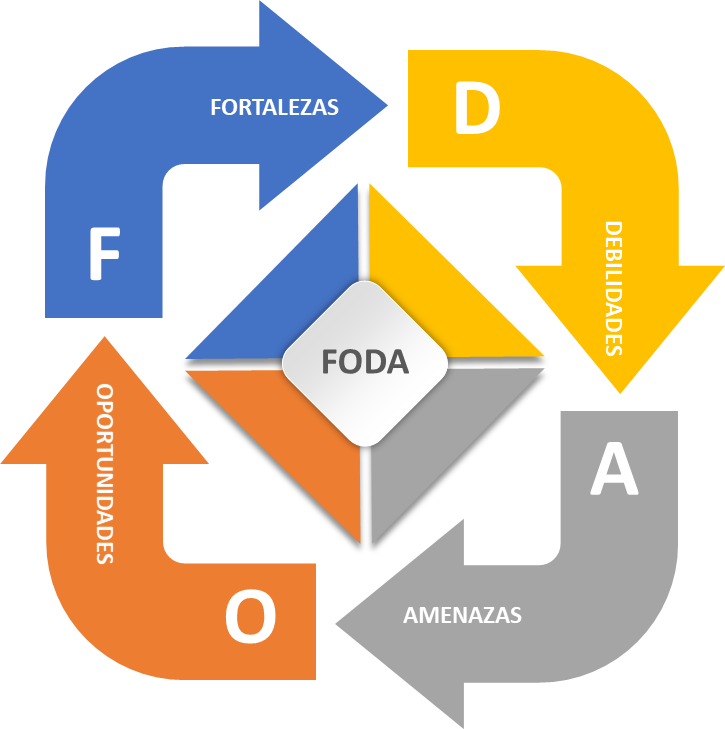 F
FORTALEZAS
D
DEBILIDADES
FODA
A
AMENAZAS
O
OPORTUNIDADES